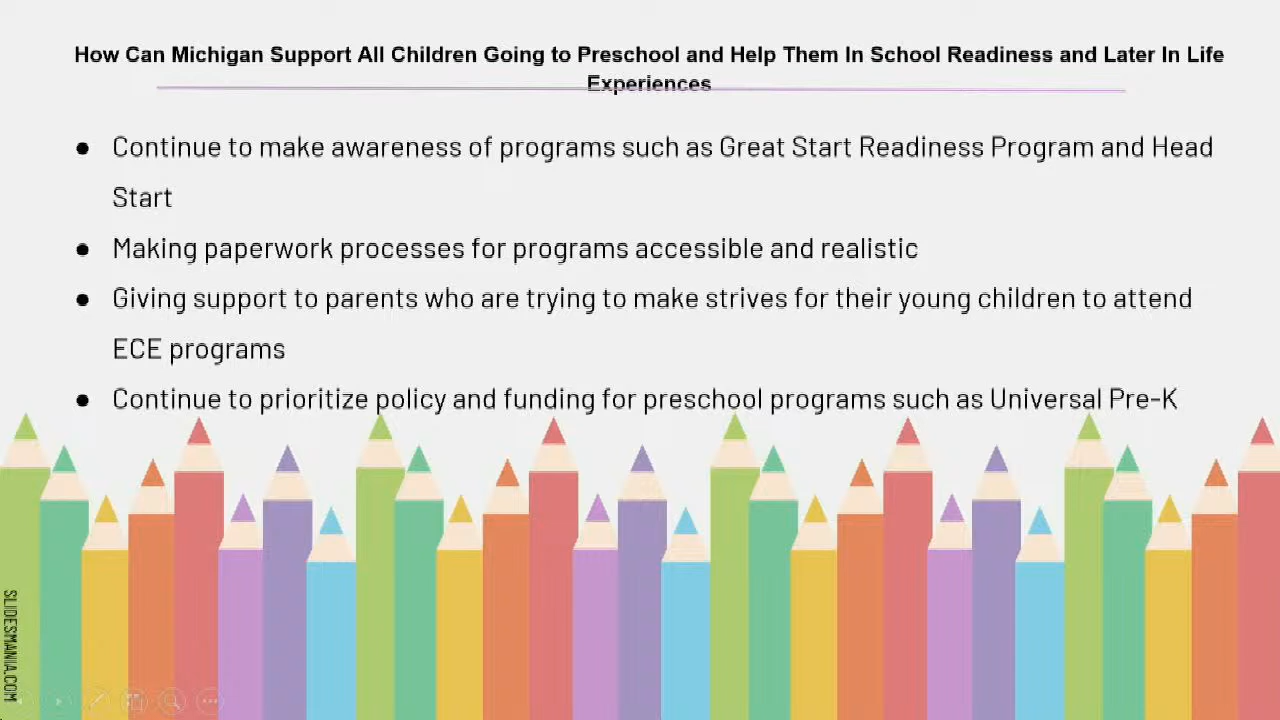 How Can Michigan Support All Children Going to Preschool and Help Them In School Readiness and Later In Life
Experiences
● Continue to make awareness of programs such as Great Start Readiness Program and Head
Start
● Making paperwork processes for programs accessible and realistic
● Giving support to parents who are trying to make strives for their young children to attend
ECE programs
● Continue to prioritize policy and funding for preschool programs such as Universal Pre-K
SLIDESMANIA.COM